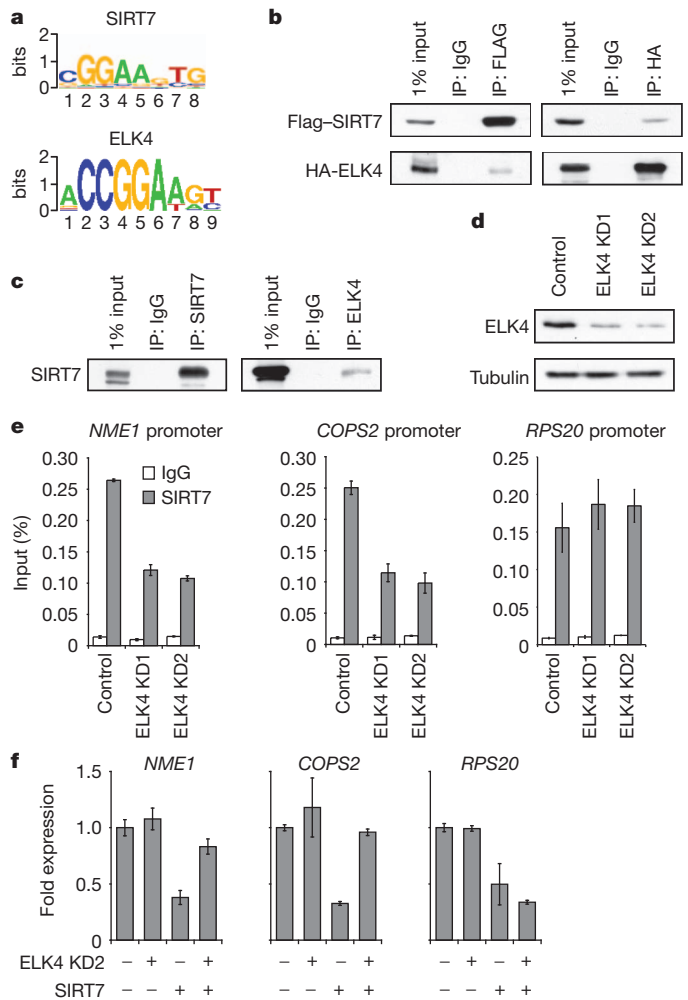 a
SIRT7
2
bits
1
0
CGGAAGTG
1 2 3 4 5 6 7 8
ELK4
2
bits
1
0
ACCGGAAGT
1 2 3 4 5 6 7 8 9
b
1% input
IP: IgG
IP: FLAG
1% input
IP: IgG
IP: HA
Flag–SIRT7
HA-ELK4
c
1% input
IP: IgG
IP: SIRT7
1% input
IP: IgG
IP: ELK4
SIRT7
d
Control
ELK4 KD1
ELK4 KD2
ELK4
Tubulin
e
NME1 promoter
Input (%)
0.30
0.25
0.20
0.15
0.10
0.05
0
IgG
SIRT7
Control
ELK4 KD1
ELK4 KD2
COPS2 promoter
0.30
0.25
0.20
0.15
0.10
0.05
0
Control
ELK4 KD1
ELK4 KD2
RPS20 promoter
0.25
0.20
0.15
0.10
0.05
0
Control
ELK4 KD1
ELK4 KD2
f
Fold expression
1.5
1.0
0.5
0
NME1
COPS2
RPS20
ELK4 KD2 – + – + – + – + – + – +
SIRT7 – – + + – – + + – – + +